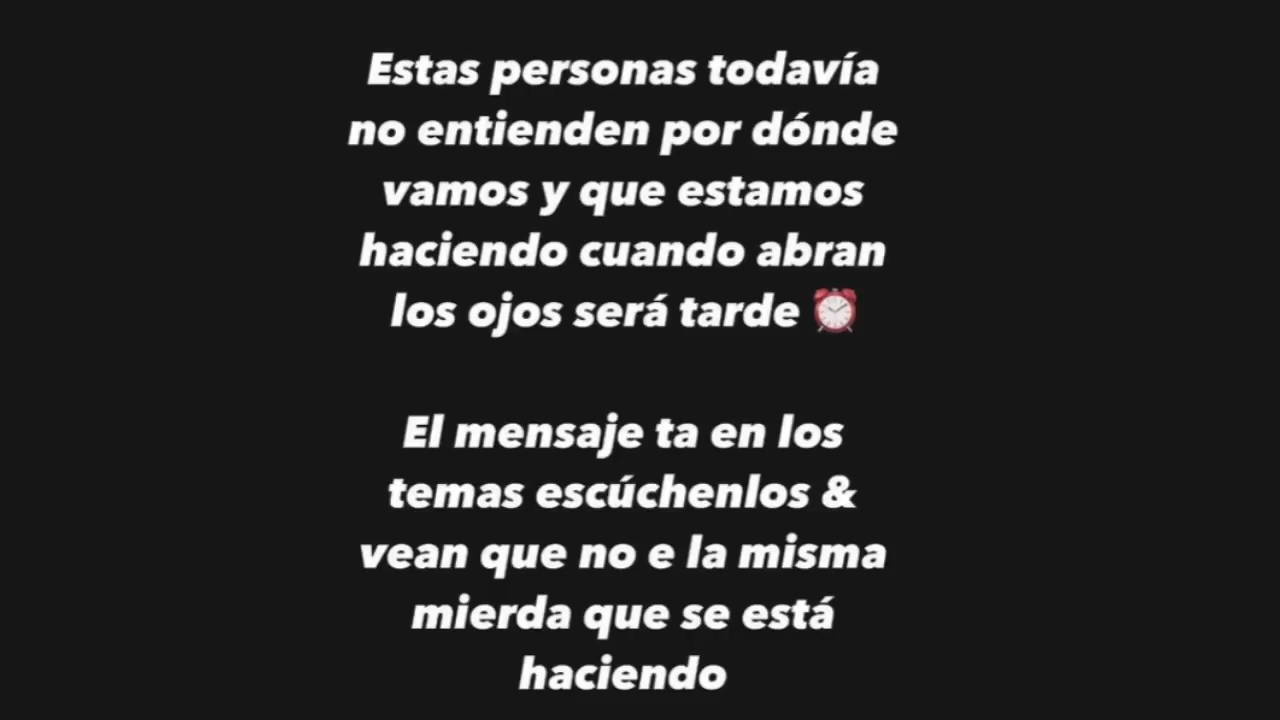 Estas personas todavía
no entienden por dónde
vamos y que estamos
haciendo cuando abran
los ojos será tarde ⏰
El mensaje ta en los
temas escúchenlos &
vean que no e la misma
mierda que se está
haciendo